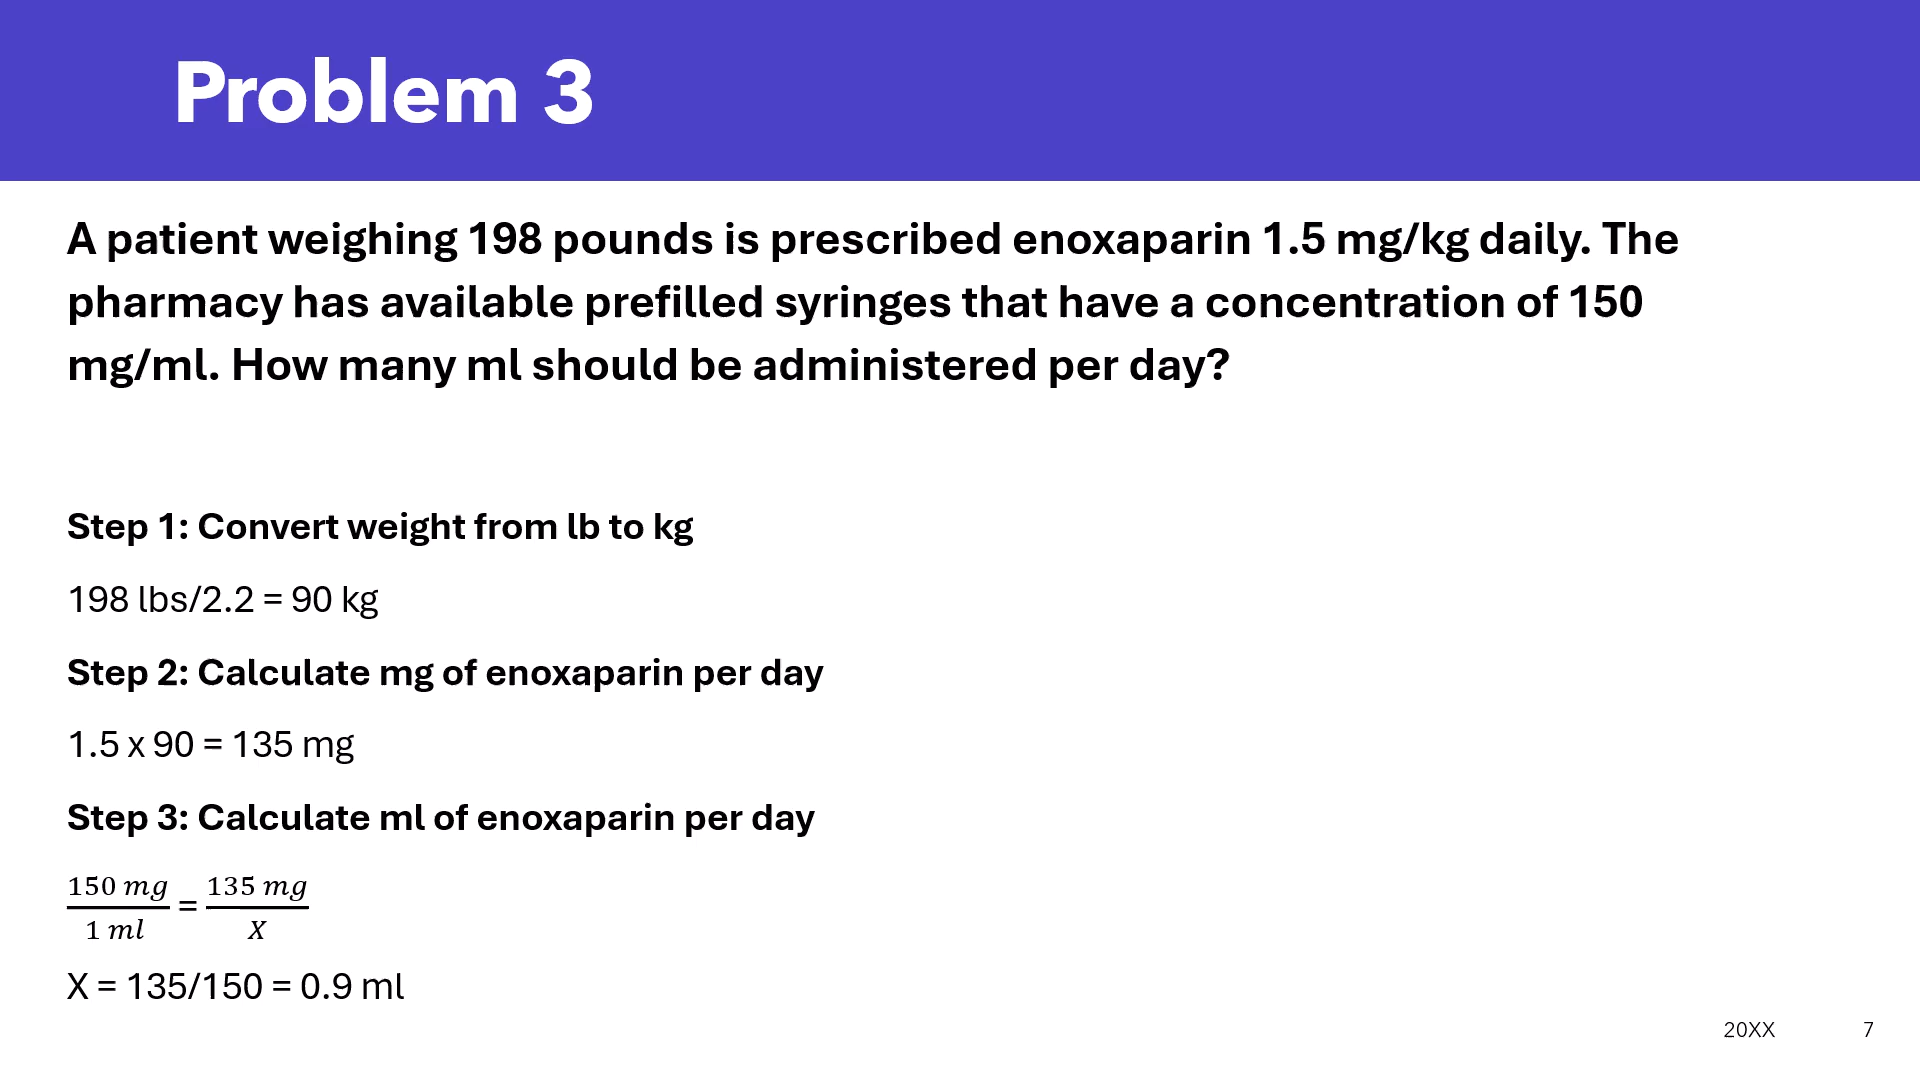 Problem 3
A patient weighing 198 pounds is prescribed enoxaparin 1.5 mg/kg daily. The
pharmacy has available prefilled syringes that have a concentration of 150
mg/ml. How many ml should be administered per day?
Step 1: Convert weight from lb to kg
198 lbs/2.2 = 90 kg
Step 2: Calculate mg of enoxaparin per day
1.5 x 90 = 135 mg
Step 3: Calculate ml of enoxaparin per day
150 mg / 1 ml = 135 mg / X
X = 135/150 = 0.9 ml
20XX 7